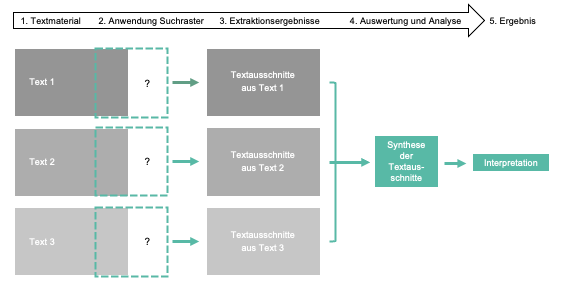 1. Textmaterial 2. Anwendung Suchraster 3. Extraktionsergebnisse 4. Auswertung und Analyse 5. Ergebnis
Text 1
?
Textausschnitte
aus Text 1
Text 2
?
Textausschnitte
aus Text 2
Text 3
?
Textausschnitte
aus Text 3
Synthese
der
Textaus-
schnitte
Interpretation